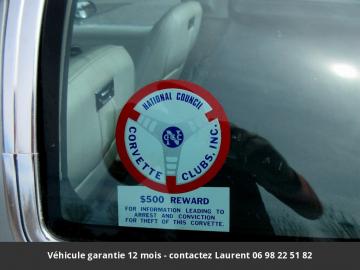 NATIONAL COUNCIL
CORVETTE CLUBS, INC.
$500 REWARD
FOR INFORMATION LEADING TO
ARREST AND CONVICTION
FOR THEFT OF THIS CORVETTE.
Véhicule garantie 12 mois - contactez Laurent 06 98 22 51 82